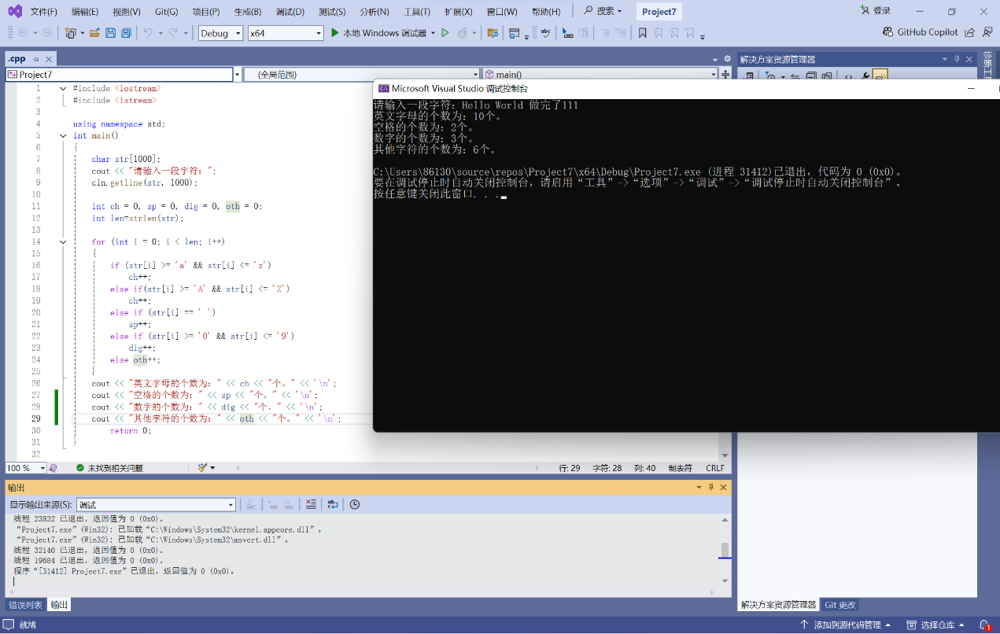 文件(F) 编辑(E) 视图(V) Git(G) 项目(P) 生成(B) 调试(D) 测试(S) 分析(N) 工具(T) 扩展(X) 窗口(W) 帮助(H) 搜索 Project7 登录
Debug x64 本地 Windows 调试器 GitHub Copilot
.cpp
Project7 (全局范围) main()
1 #include <iostream>
2 #include <istream>
3
4 using namespace std;
5 int main()
6 {
7 char str[1000];
8 cout << "请输入一段字符: ";
9 cin.getline(str, 1000);
10
11 int ch = 0, sp = 0, dig = 0, oth = 0;
12 int len=strlen(str);
13
14 for (int i = 0; i < len; i++)
15 {
16 if (str[i] >= 'a' && str[i] <= 'z')
17 ch++;
18 else if(str[i] >= 'A' && str[i] <= 'Z')
19 ch++;
20 else if (str[i] == ' ')
21 sp++;
22 else if (str[i] >= '0' && str[i] <= '9')
23 dig++;
24 else oth++;
25 }
26 cout << "英文字母的个数为: " << ch << "个。" << '\n';
27 cout << "空格的个数为: " << sp << "个。" << '\n';
28 cout << "数字的个数为: " << dig << "个。" << '\n';
29 cout << "其他字符的个数为: " << oth << "个。" << '\n';
30 return 0;
31 }
32
100 % 未找到相关问题 行: 29 字符: 28 列: 40 制表符 CRLF
Microsoft Visual Studio 调试控制台
请输入一段字符: Hello World 做完了111
英文字母的个数为: 10个。
空格的个数为: 2个。
数字的个数为: 3个。
其他字符的个数为: 6个。
C:\Users\86130\source\repos\Project7\x64\Debug\Project7.exe (进程 31412)已退出，代码为 0 (0x0)。
要在调试停止时自动关闭控制台，请启用“工具”->“选项”->“调试”->“调试停止时自动关闭控制台”。
按任意键关闭此窗口. . .
解决方案资源管理器
诊断工
输出
显示输出来源(S): 调试
线程 23832 已退出，返回值为 0 (0x0)。
“Project7.exe”(Win32): 已加载“C:\Windows\System32\kernel.appcore.dll”。
“Project7.exe”(Win32): 已加载“C:\Windows\System32\msvcrt.dll”。
线程 32140 已退出，返回值为 0 (0x0)。
线程 19684 已退出，返回值为 0 (0x0)。
程序“[31412] Project7.exe”已退出，返回值为 0 (0x0)。
错误列表 输出
解决方案资源管理器 Git 更改
就绪 添加到源代码管理 选择仓库 1